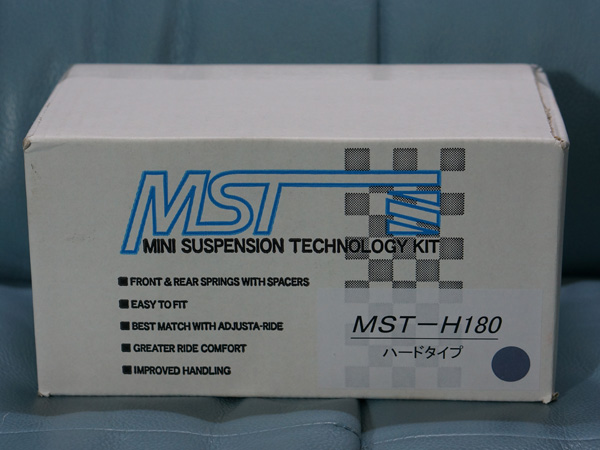 MST
MINI SUSPENSION TECHNOLOGY KIT
FRONT & REAR SPRINGS WITH SPACERS
EASY TO FIT
BEST MATCH WITH ADJUSTA-RIDE
GREATER RIDE COMFORT
IMPROVED HANDLING
MST－H180
ハードタイプ